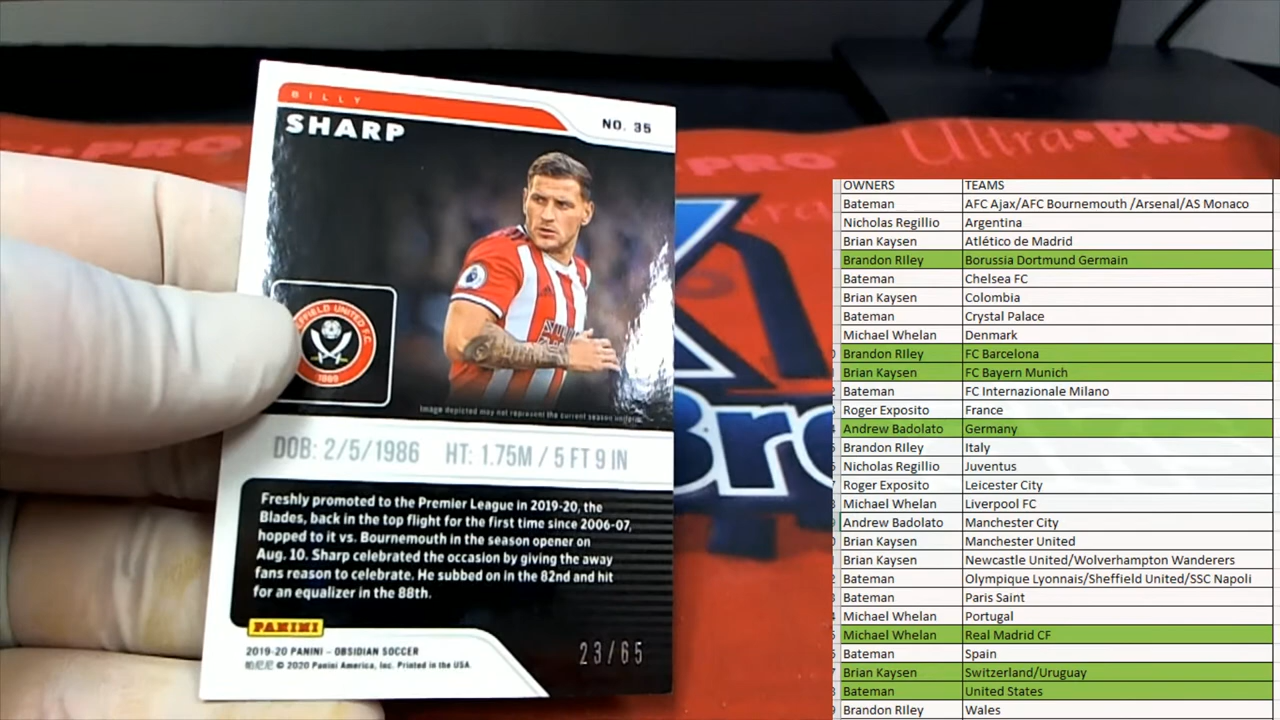 BILLY
SHARP
NO. 35
SHEFFIELD UNITED F.C.
1889
Image depicted may not represent the current season uniform.
DOB: 2/5/1986 HT: 1.75M / 5 FT 9 IN
Freshly promoted to the Premier League in 2019-20, the
Blades, back in the top flight for the first time since 2006-07,
hopped to it vs. Bournemouth in the season opener on
Aug. 10. Sharp celebrated the occasion by giving the away
fans reason to celebrate. He subbed on in the 82nd and hit
for an equalizer in the 88th.
PANINI
2019-20 PANINI – OBSIDIAN SOCCER
帕尼尼 © 2020 Panini America, Inc. Printed in the USA.
23/65
Ultra•PRO
PRO
Bro
OWNERS TEAMS
Bateman AFC Ajax/AFC Bournemouth /Arsenal/AS Monaco
Nicholas Regillio Argentina
Brian Kaysen Atlético de Madrid
Brandon RIley Borussia Dortmund Germain
Bateman Chelsea FC
Brian Kaysen Colombia
Bateman Crystal Palace
Michael Whelan Denmark
Brandon RIley FC Barcelona
Brian Kaysen FC Bayern Munich
Bateman FC Internazionale Milano
Roger Exposito France
Andrew Badolato Germany
Brandon RIley Italy
Nicholas Regillio Juventus
Roger Exposito Leicester City
Michael Whelan Liverpool FC
Andrew Badolato Manchester City
Brian Kaysen Manchester United
Brian Kaysen Newcastle United/Wolverhampton Wanderers
Bateman Olympique Lyonnais/Sheffield United/SSC Napoli
Bateman Paris Saint
Michael Whelan Portugal
Michael Whelan Real Madrid CF
Bateman Spain
Brian Kaysen Switzerland/Uruguay
Bateman United States
Brandon RIley Wales